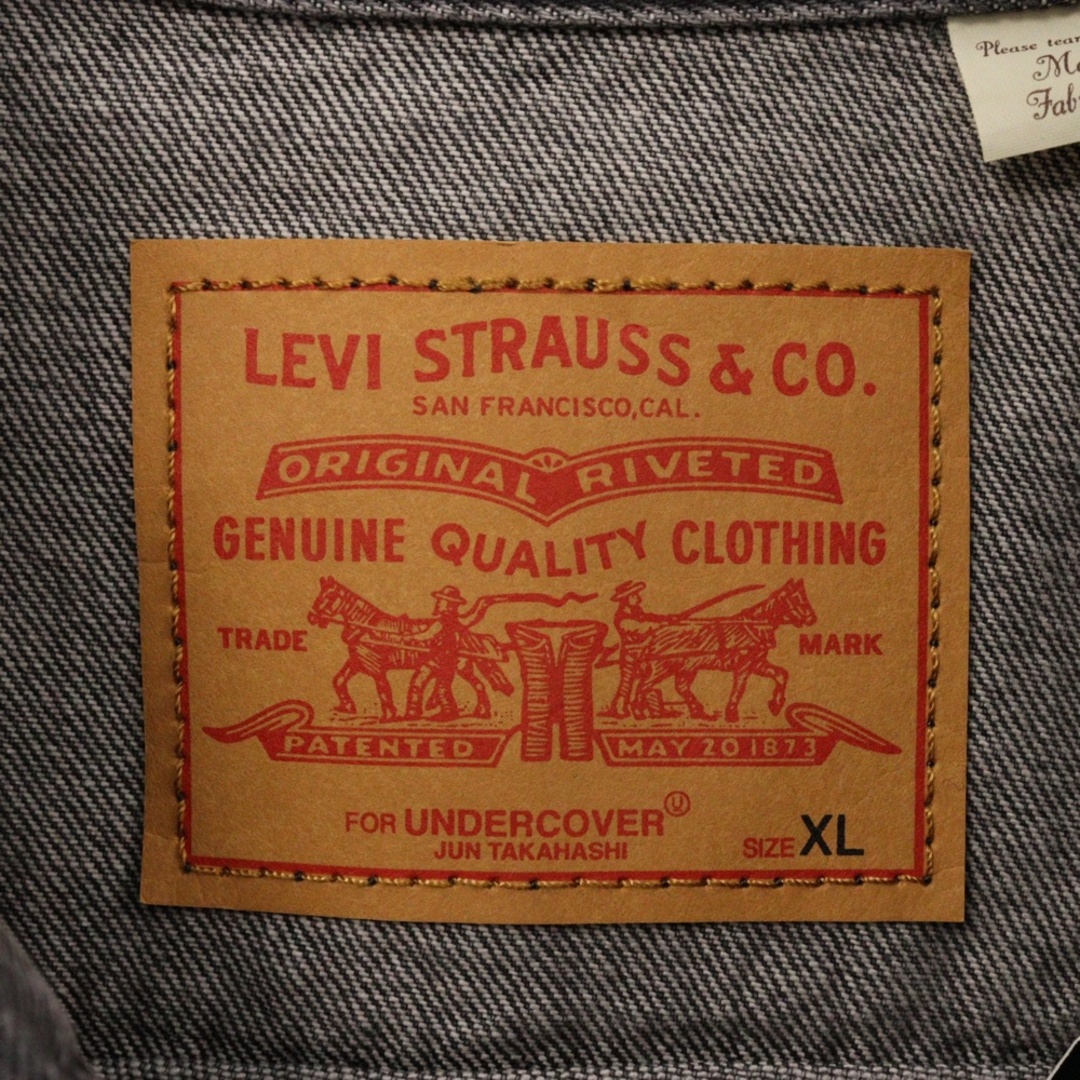 Please tear
LEVI STRAUSS & CO.
SAN FRANCISCO, CAL.
ORIGINAL RIVETED
GENUINE QUALITY CLOTHING
TRADE MARK
PATENTED MAY 20 1873
FOR UNDERCOVER Ⓤ
JUN TAKAHASHI
SIZE XL